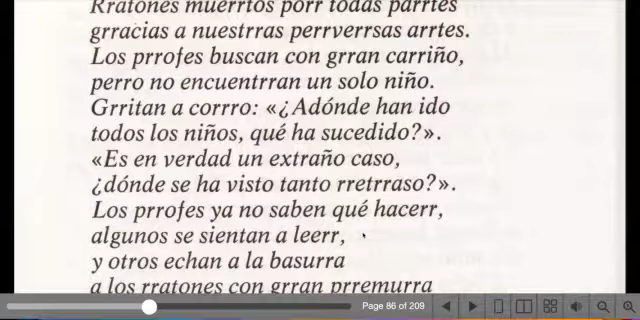 Rratones muerrtos porr todas parrtes
grracias a nuestrras perrverrsas arrtes.
Los prrofes buscan con grran carriño,
perro no encuentrran un solo niño.
Grritan a corrro: «¿Adónde han ido
todos los niños, qué ha sucedido?».
«Es en verdad un extraño caso,
¿dónde se ha visto tanto rretrraso?».
Los prrofes ya no saben qué hacerr,
algunos se sientan a leerr,
y otros echan a la basurra
a los rratones con grran prremurra
Page 86 of 209